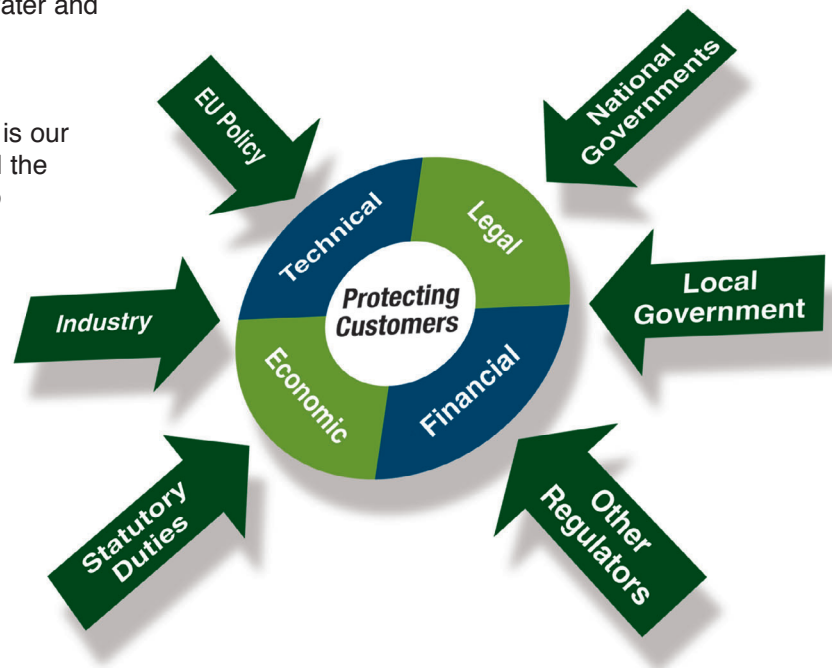 ater and
is our
the
EU Policy
National
Governments
Technical
Legal
Protecting
Customers
Industry
Local
Government
Economic
Financial
Statutory
Duties
Other
Regulators